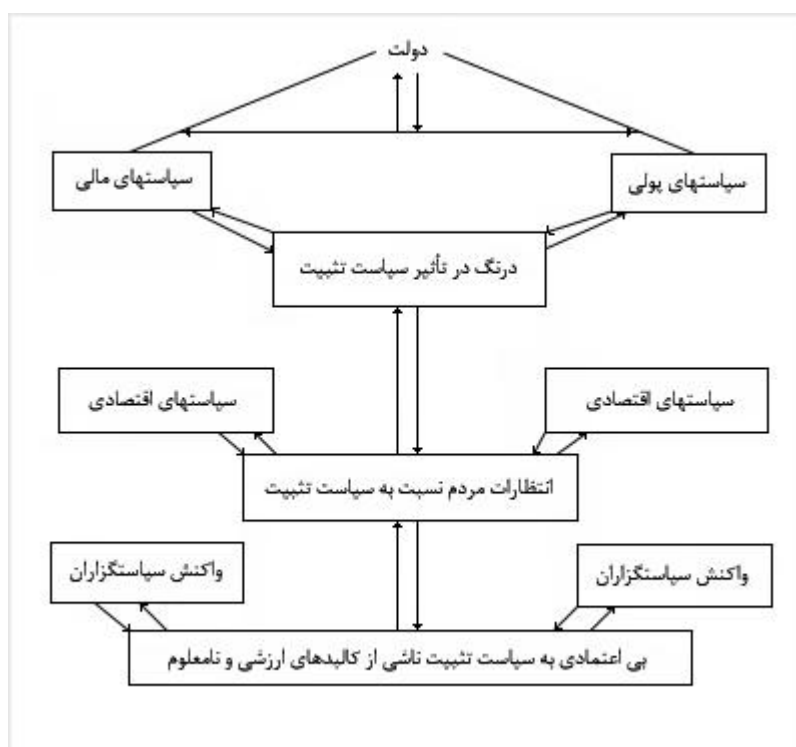 دولت
سیاستهای پولی
سیاستهای مالی
درنگ در تأثیر سیاست تثبیت
سیاستهای اقتصادی
سیاستهای اقتصادی
انتظارات مردم نسبت به سیاست تثبیت
واکنش سیاستگزاران
واکنش سیاستگزاران
بی اعتمادی به سیاست تثبیت ناشی از کالبدهای ارزشی و نامعلوم